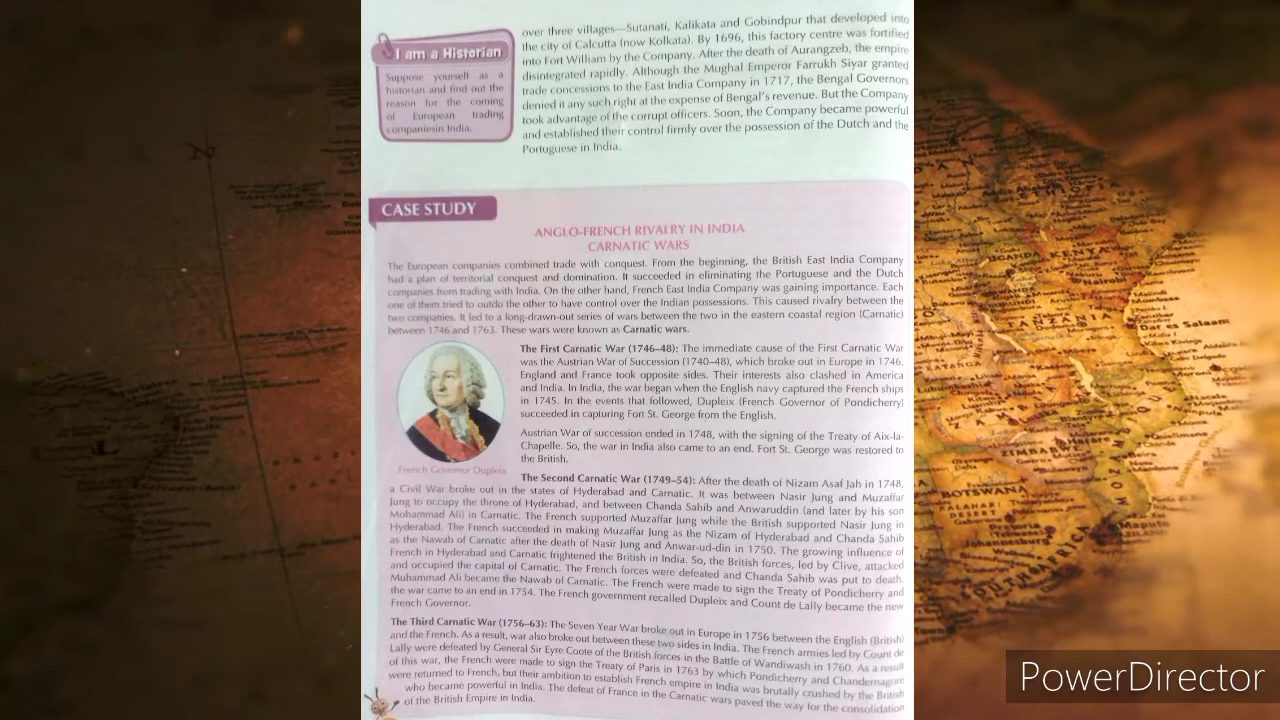 I am a Historian
Suppose yourself as a
historian and find out the
reason for the coming
of European trading
companiesin India.
over three villages—Sutanati, Kalikata and Gobindpur that developed into
the city of Calcutta (now Kolkata). By 1696, this factory centre was fortified
into Fort William by the Company. After the death of Aurangzeb, the empire
disintegrated rapidly. Although the Mughal Emperor Farrukh Siyar granted
trade concessions to the East India Company in 1717, the Bengal Governors
denied it any such right at the expense of Bengal's revenue. But the Company
took advantage of the corrupt officers. Soon, the Company became powerful
and established their control firmly over the possession of the Dutch and the
Portuguese in India.
CASE STUDY
ANGLO-FRENCH RIVALRY IN INDIA
CARNATIC WARS
The European companies combined trade with conquest. From the beginning, the British East India Company
had a plan of territorial conquest and domination. It succeeded in eliminating the Portuguese and the Dutch
companies from trading with India. On the other hand, French East India Company was gaining importance. Each
one of them tried to outdo the other to have control over the Indian possessions. This caused rivalry between the
two companies. It led to a long-drawn-out series of wars between the two in the eastern coastal region (Carnatic)
between 1746 and 1763. These wars were known as Carnatic wars.
The First Carnatic War (1746–48): The immediate cause of the First Carnatic War
was the Austrian War of Succession (1740–48), which broke out in Europe in 1746.
England and France took opposite sides. Their interests also clashed in America
and India. In India, the war began when the English navy captured the French ships
in 1745. In the events that followed, Dupleix (French Governor of Pondicherry)
succeeded in capturing Fort St. George from the English.
Austrian War of succession ended in 1748, with the signing of the Treaty of Aix-la-
Chapelle. So, the war in India also came to an end. Fort St. George was restored to
the British.
French Governor Dupleix
The Second Carnatic War (1749–54): After the death of Nizam Asaf Jah in 1748,
a Civil War broke out in the states of Hyderabad and Carnatic. It was between Nasir Jung and Muzaffar
Jung to occupy the throne of Hyderabad, and between Chanda Sahib and Anwaruddin (and later by his son
Mohammad Ali) in Carnatic. The French supported Muzaffar Jung while the British supported Nasir Jung in
Hyderabad. The French succeeded in making Muzaffar Jung as the Nizam of Hyderabad and Chanda Sahib
as the Nawab of Carnatic after the death of Nasir Jung and Anwar-ud-din in 1750. The growing influence of
French in Hyderabad and Carnatic frightened the British in India. So, the British forces, led by Clive, attacked
and occupied the capital of Carnatic. The French forces were defeated and Chanda Sahib was put to death.
Muhammad Ali became the Nawab of Carnatic. The French were made to sign the Treaty of Pondicherry and
the war came to an end in 1754. The French government recalled Dupleix and Count de Lally became the new
French Governor.
The Third Carnatic War (1756–63): The Seven Year War broke out in Europe in 1756 between the English (British)
and the French. As a result, war also broke out between these two sides in India. The French armies led by Count de
Lally were defeated by General Sir Eyre Coote of the British forces in the Battle of Wandiwash in 1760. As a result
of this war, the French were made to sign the Treaty of Paris in 1763 by which Pondicherry and Chandernagore
were returned to French, but their ambition to establish French empire in India was brutally crushed by the British
who became powerful in India. The defeat of France in the Carnatic wars paved the way for the consolidation
of the British Empire in India.
UGANDA
KENYA
Nairobi
TANZANIA
Dar es Salaam
ZIMBABWE
BOTSWANA
KALAHARI
DESERT
Pretoria
Johannesburg
Maputo
SOUTH AFRICA
PowerDirector